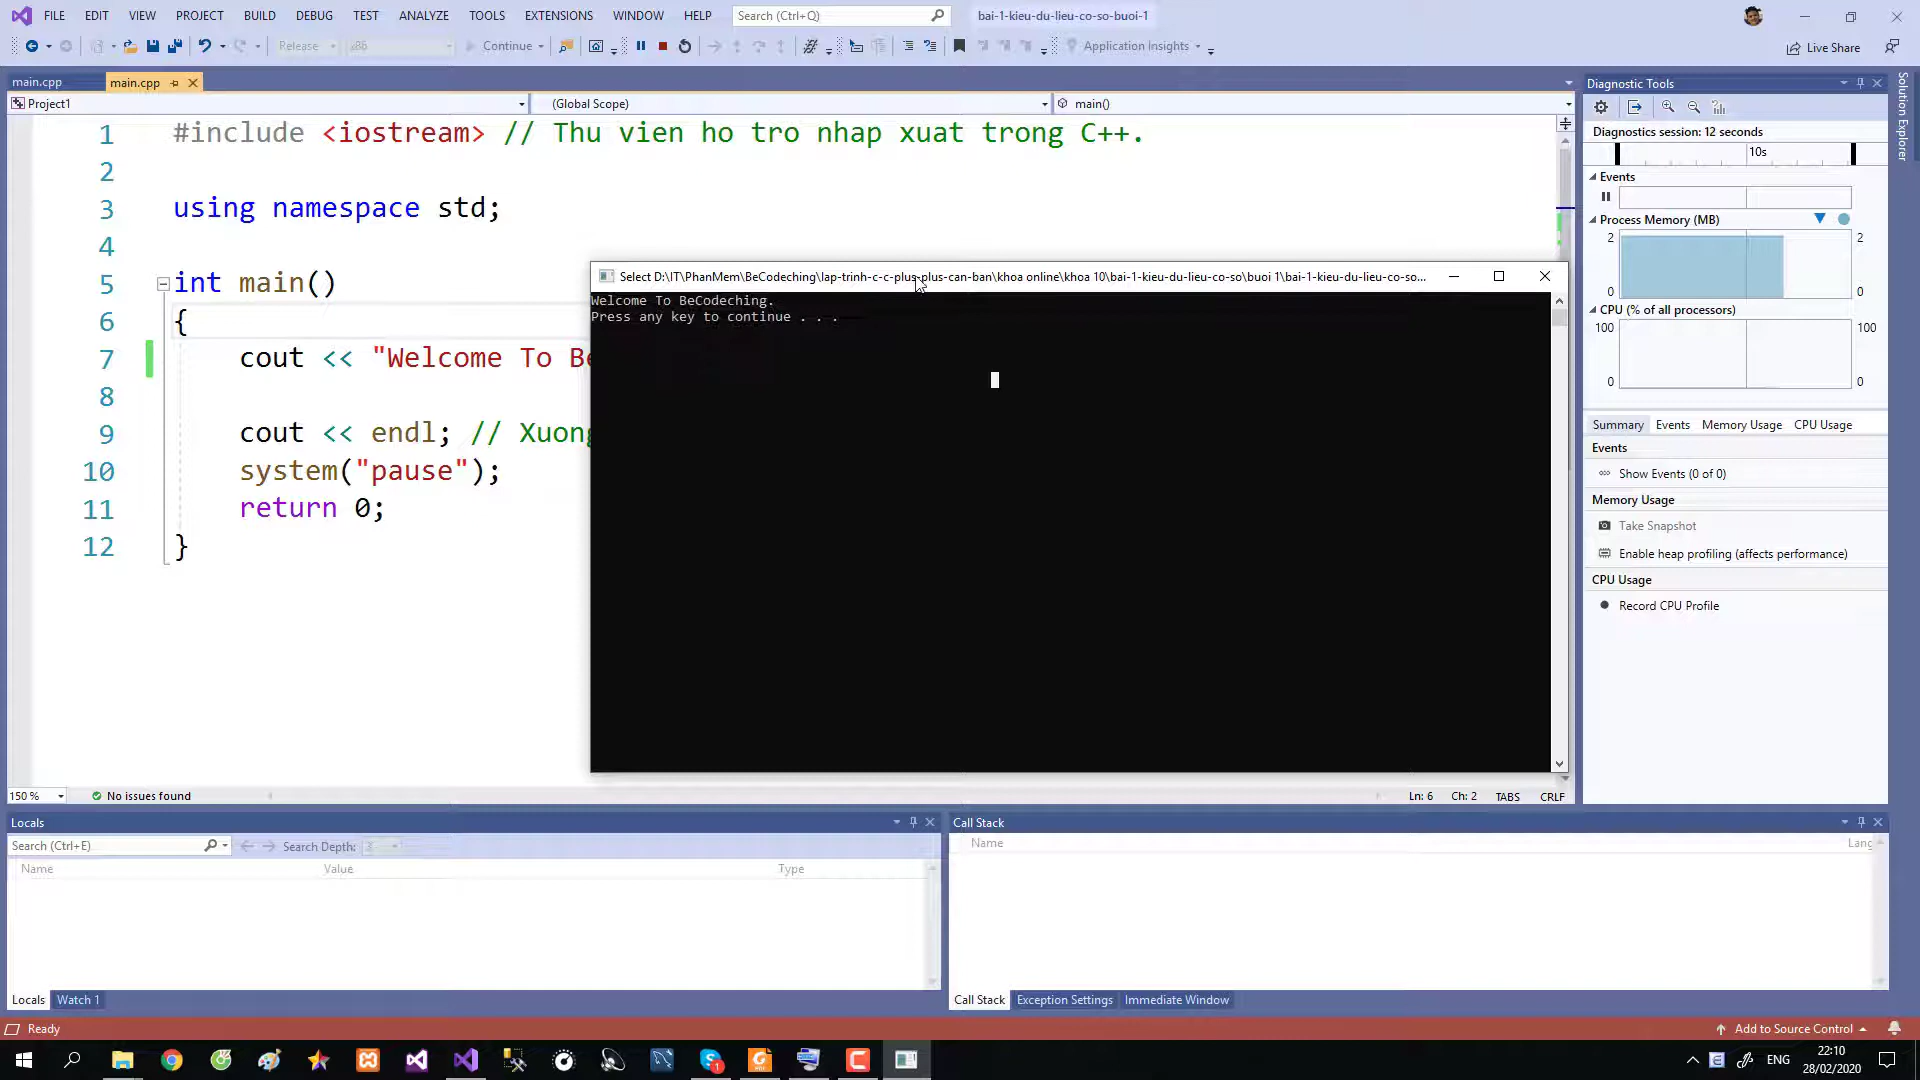 FILE EDIT VIEW PROJECT BUILD DEBUG TEST ANALYZE TOOLS EXTENSIONS WINDOW HELP Search (Ctrl+Q) bai-1-kieu-du-lieu-co-so-buoi-1
Release x86 Continue Application Insights Live Share
main.cpp main.cpp
Project1 (Global Scope) main()
1 #include <iostream> // Thu vien ho tro nhap xuat trong C++.
2
3 using namespace std;
4
5 int main()
6 {
7 cout << "Welcome To Be
8
9 cout << endl; // Xuong
10 system("pause");
11 return 0;
12 }
Select D:\IT\PhanMem\BeCodeching\lap-trinh-c-c-plus-plus-can-ban\khoa online\khoa 10\bai-1-kieu-du-lieu-co-so\buoi 1\bai-1-kieu-du-lieu-co-so...
Welcome To BeCodeching.
Press any key to continue . . .
150 % No issues found Ln: 6 Ch: 2 TABS CRLF
Diagnostic Tools
Diagnostics session: 12 seconds
10s
Events
Process Memory (MB)
2 2
0 0
CPU (% of all processors)
100 100
0 0
Summary Events Memory Usage CPU Usage
Events
Show Events (0 of 0)
Memory Usage
Take Snapshot
Enable heap profiling (affects performance)
CPU Usage
Record CPU Profile
Solution Explorer
Locals
Search (Ctrl+E) Search Depth:
Name Value Type
Locals Watch 1
Call Stack
Name Lang
Call Stack Exception Settings Immediate Window
Ready Add to Source Control
ENG 22:10
28/02/2020